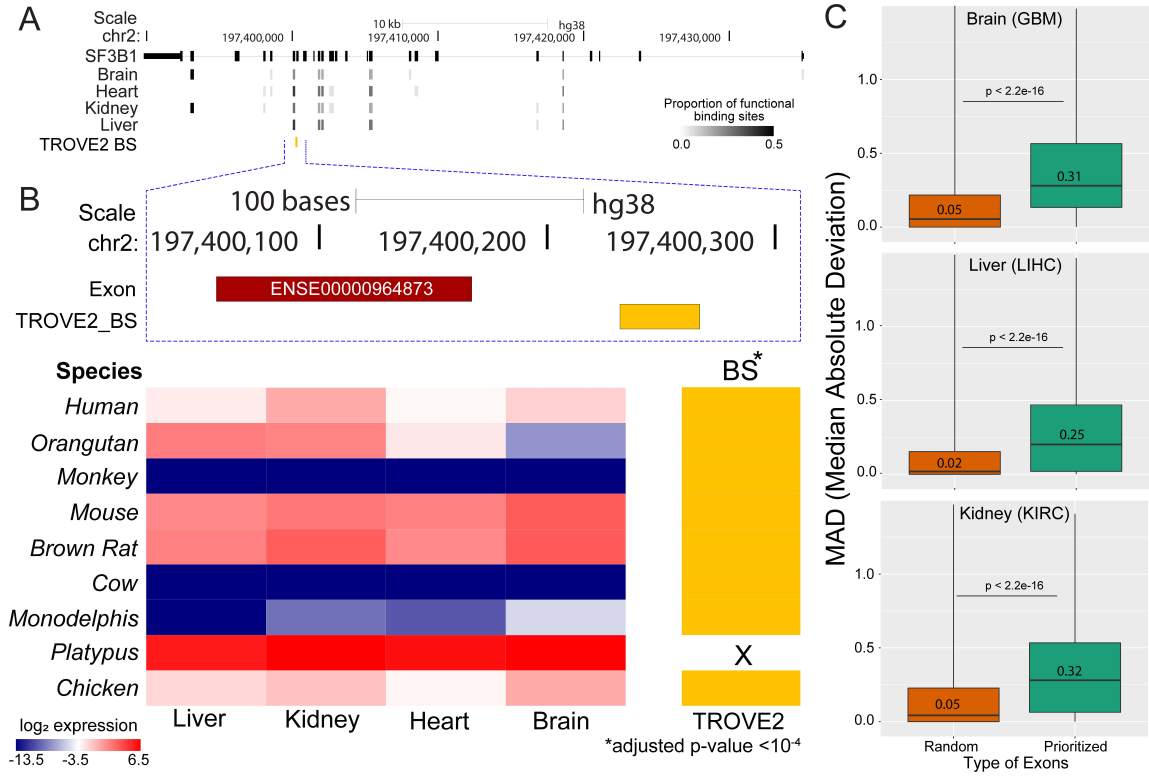 A
Scale 10 kb hg38
chr2: 197,400,000 197,410,000 197,420,000 197,430,000
SF3B1
Brain
Heart
Kidney
Liver
TROVE2 BS
Proportion of functional
binding sites
0.0 0.5
B
Scale 100 bases hg38
chr2: 197,400,100 197,400,200 197,400,300
Exon ENSE00000964873
TROVE2_BS
Species BS*
Human
Orangutan
Monkey
Mouse
Brown Rat
Cow
Monodelphis
Platypus X
Chicken
Liver Kidney Heart Brain TROVE2
log₂ expression
-13.5 -3.5 6.5
*adjusted p-value <10⁻⁴
C
MAD (Median Absolute Deviation)
Brain (GBM)
1.0
p < 2.2e-16
0.5
0.31
0.05
0.0
Liver (LIHC)
1.0
p < 2.2e-16
0.5
0.25
0.02
0.0
Kidney (KIRC)
1.0
p < 2.2e-16
0.5
0.32
0.05
0.0
Random Prioritized
Type of Exons